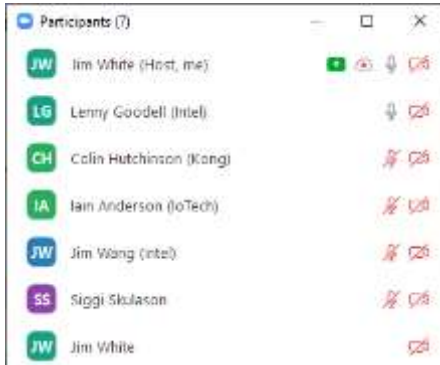 Participants (7)
JW Jim White (Host, me)
LG Lenny Goodell (Intel)
CH Colin Hutchinson (Kong)
IA Iain Anderson (IoTech)
JW Jim Wang (Intel)
SS Siggi Skulason
JW Jim White